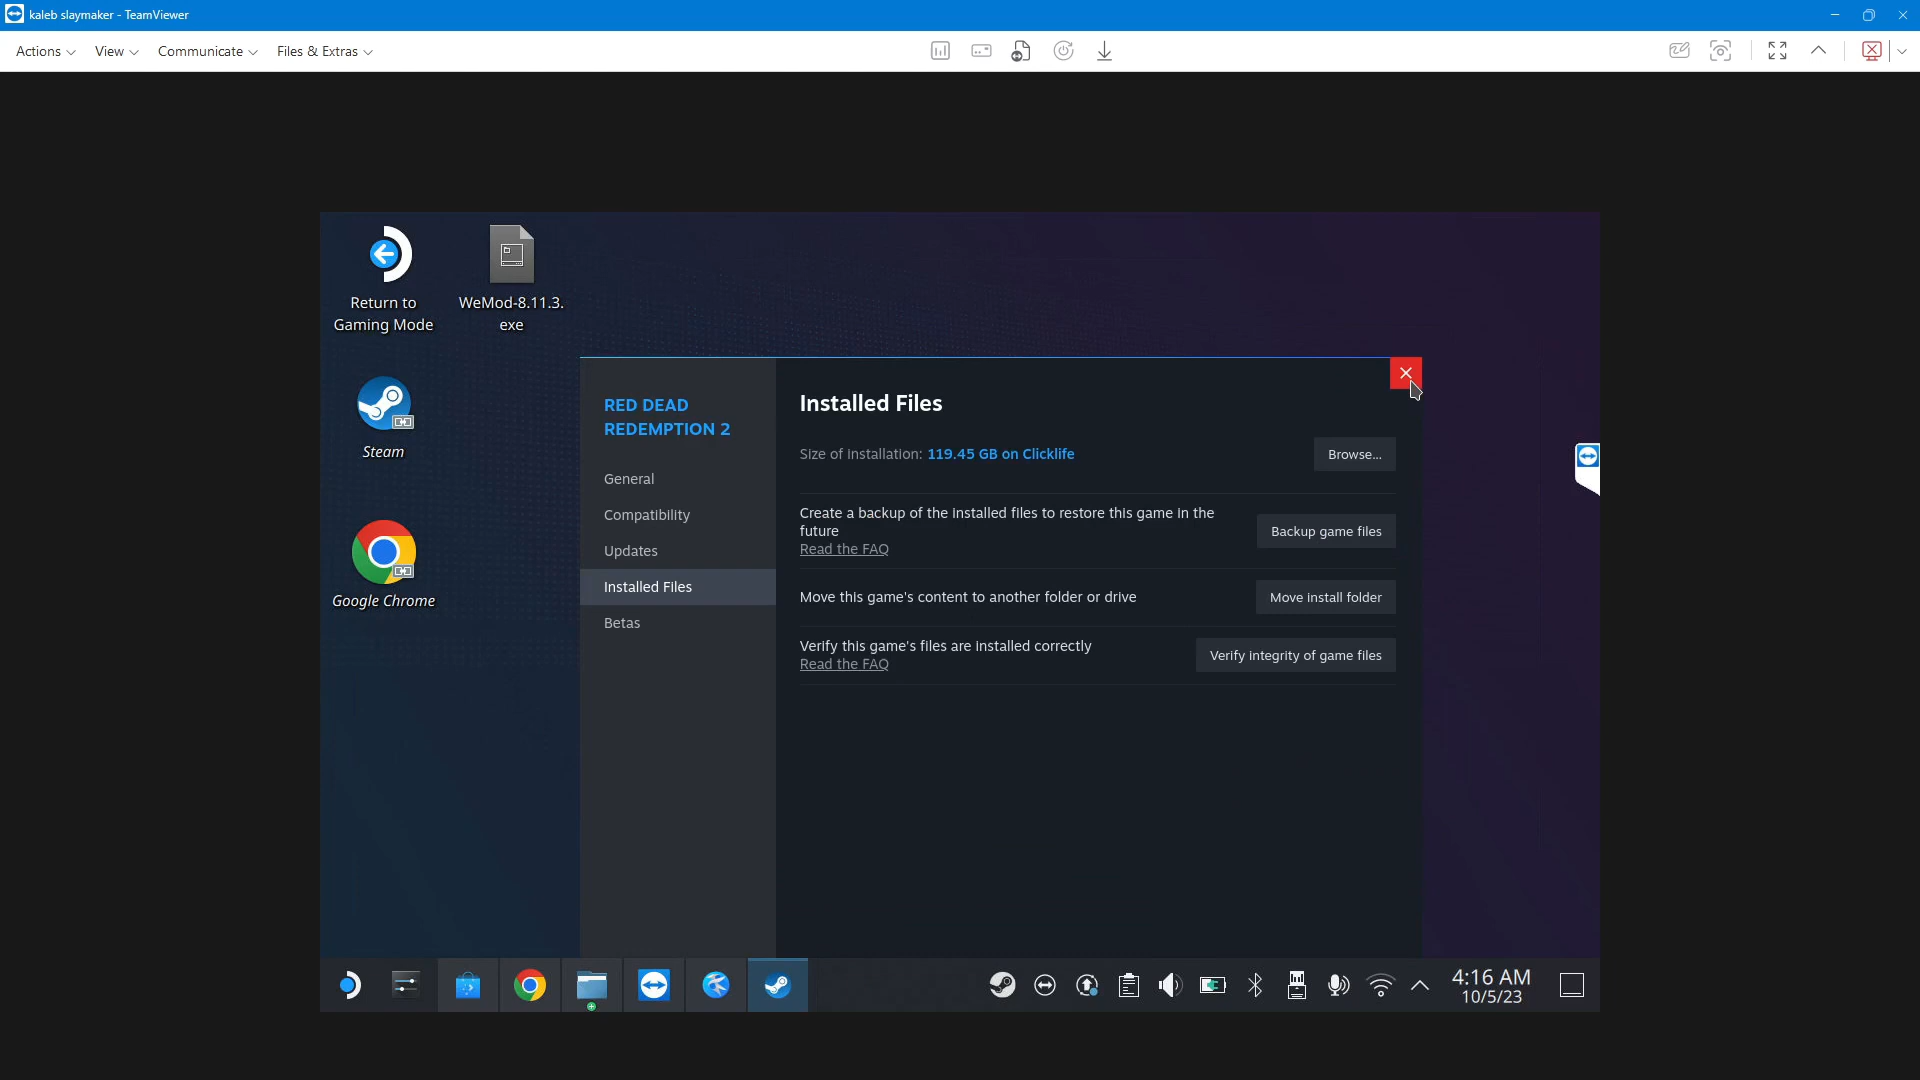 kaleb slaymaker - TeamViewer
Actions View Communicate Files & Extras
Return to
Gaming Mode
WeMod-8.11.3.
exe
Steam
Google Chrome
RED DEAD
REDEMPTION 2
General
Compatibility
Updates
Installed Files
Betas
Installed Files
Size of installation: 119.45 GB on Clicklife
Browse...
Create a backup of the installed files to restore this game in the
future
Read the FAQ
Backup game files
Move this game's content to another folder or drive
Move install folder
Verify this game's files are installed correctly
Read the FAQ
Verify integrity of game files
4:16 AM
10/5/23